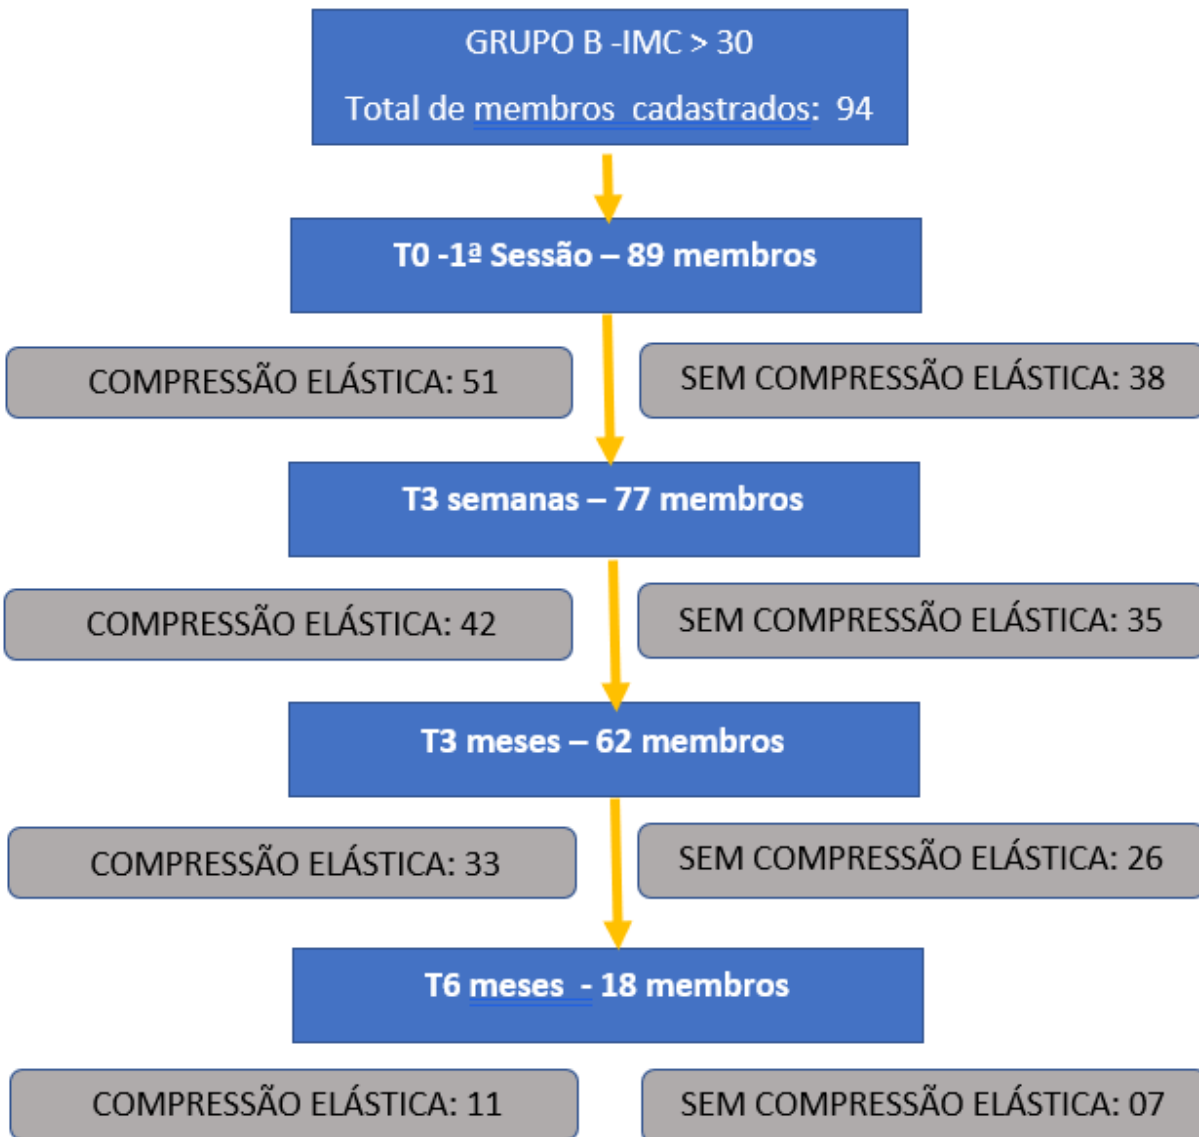 GRUPO B -IMC > 30
Total de membros cadastrados: 94
T0 -1ª Sessão – 89 membros
COMPRESSÃO ELÁSTICA: 51
SEM COMPRESSÃO ELÁSTICA: 38
T3 semanas – 77 membros
COMPRESSÃO ELÁSTICA: 42
SEM COMPRESSÃO ELÁSTICA: 35
T3 meses – 62 membros
COMPRESSÃO ELÁSTICA: 33
SEM COMPRESSÃO ELÁSTICA: 26
T6 meses - 18 membros
COMPRESSÃO ELÁSTICA: 11
SEM COMPRESSÃO ELÁSTICA: 07